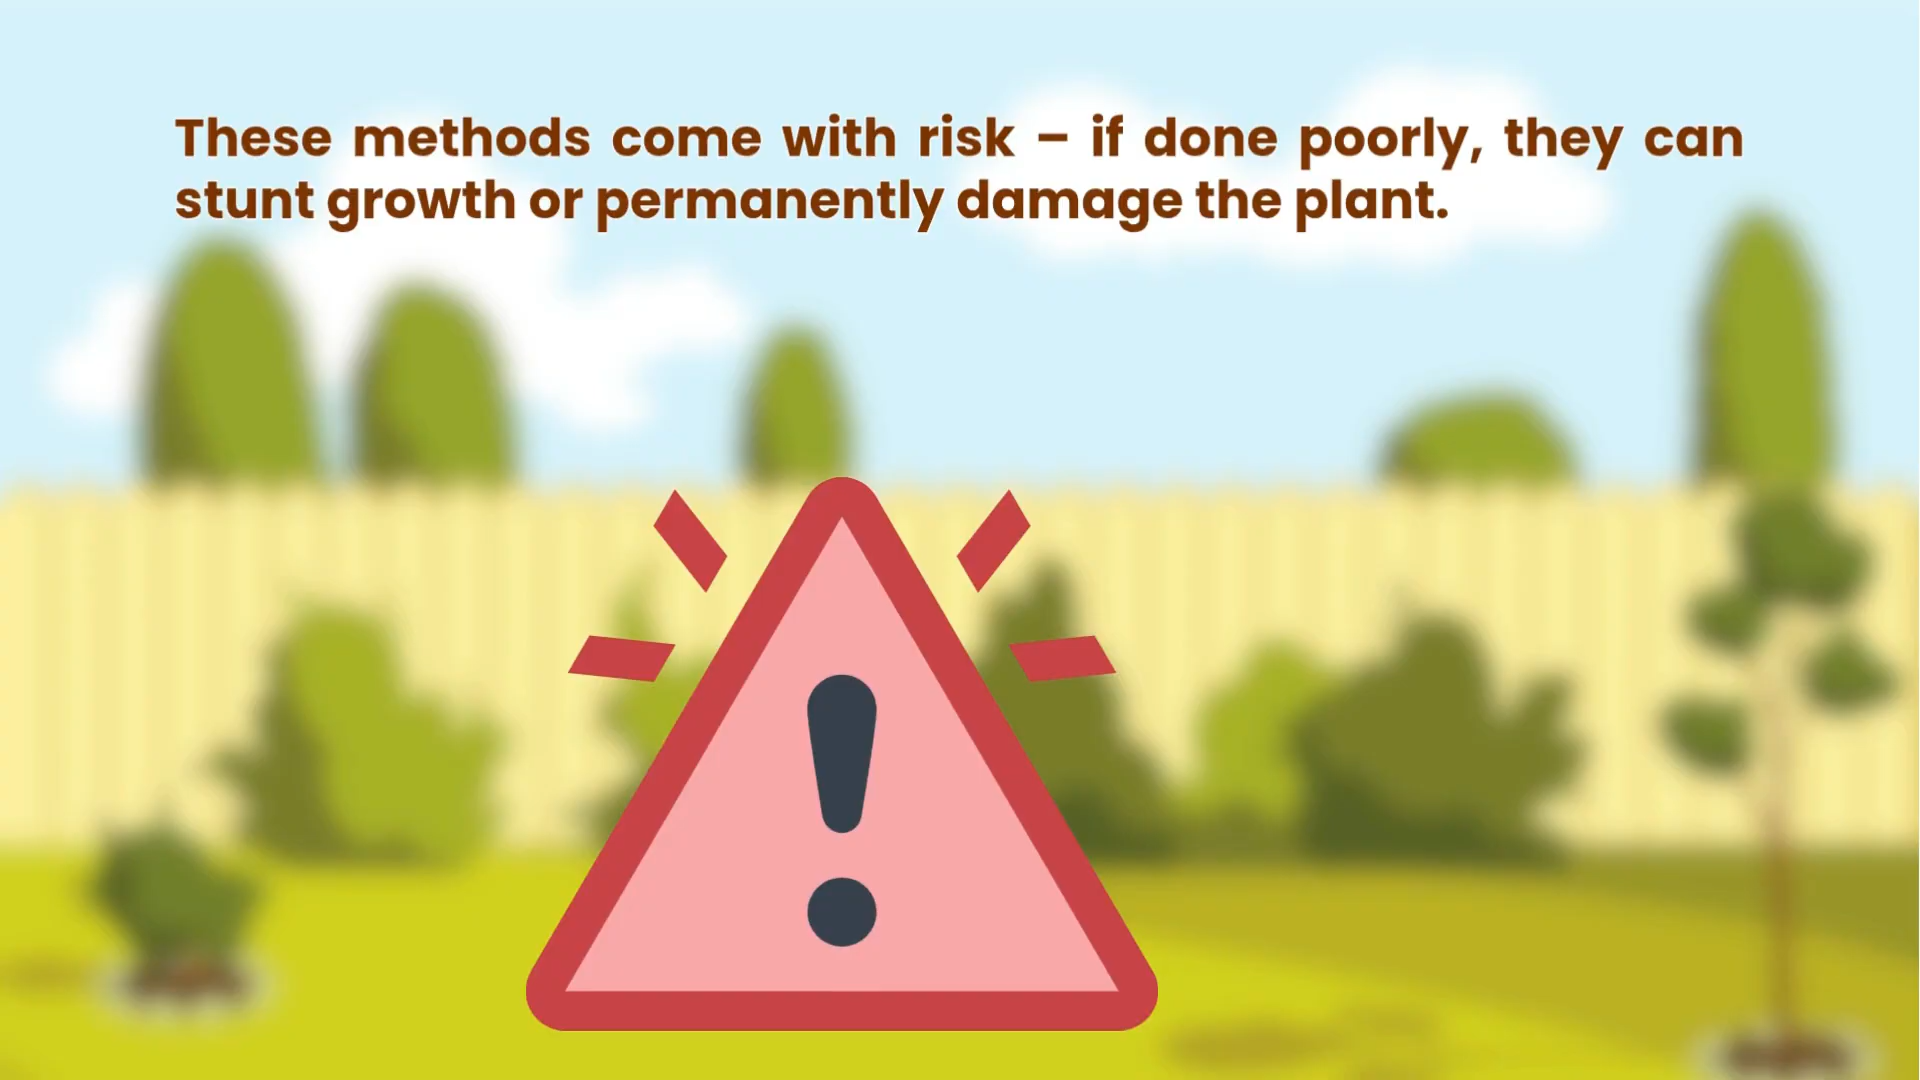 These methods come with risk – if done poorly, they can
stunt growth or permanently damage the plant.